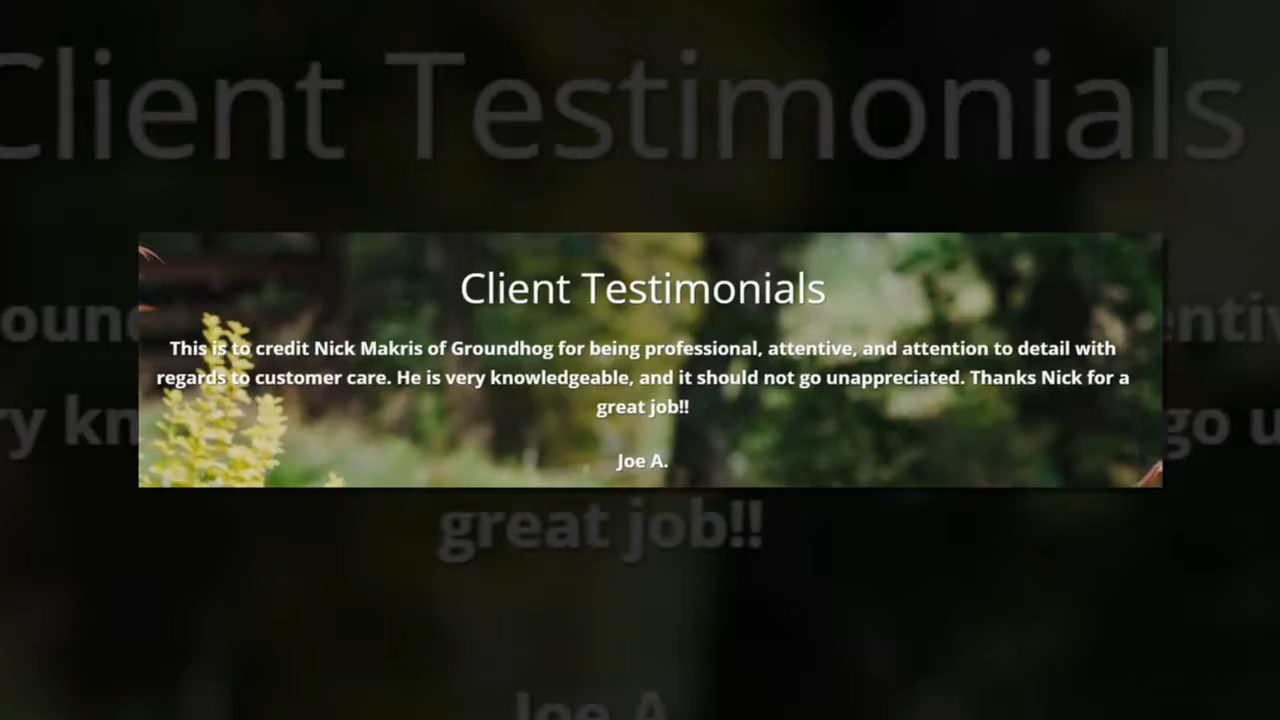 Client Testimonials
Client Testimonials
This is to credit Nick Makris of Groundhog for being professional, attentive, and attention to detail with
regards to customer care. He is very knowledgeable, and it should not go unappreciated. Thanks Nick for a
great job!!
Joe A.
great job!!
Joe A.